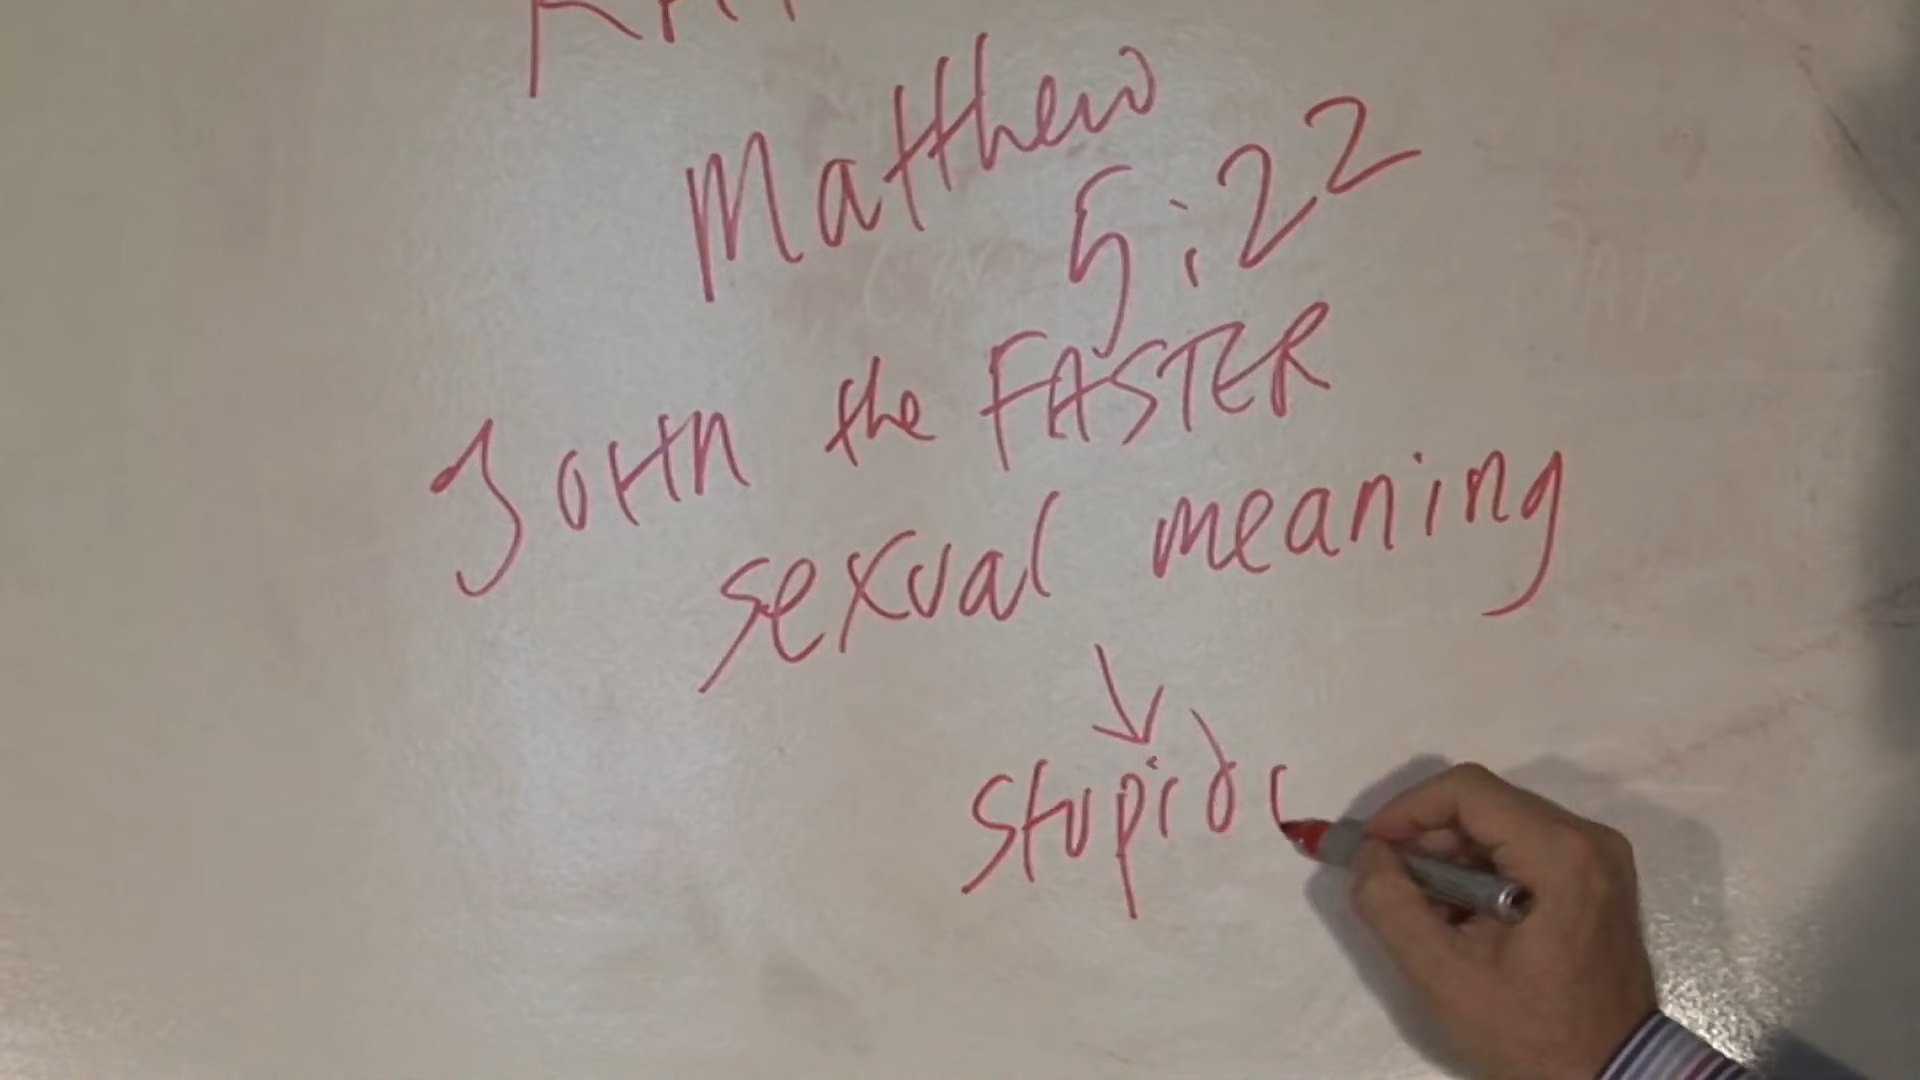 Matthew
5:22
JOHN the FASTER
sexual meaning
stupid